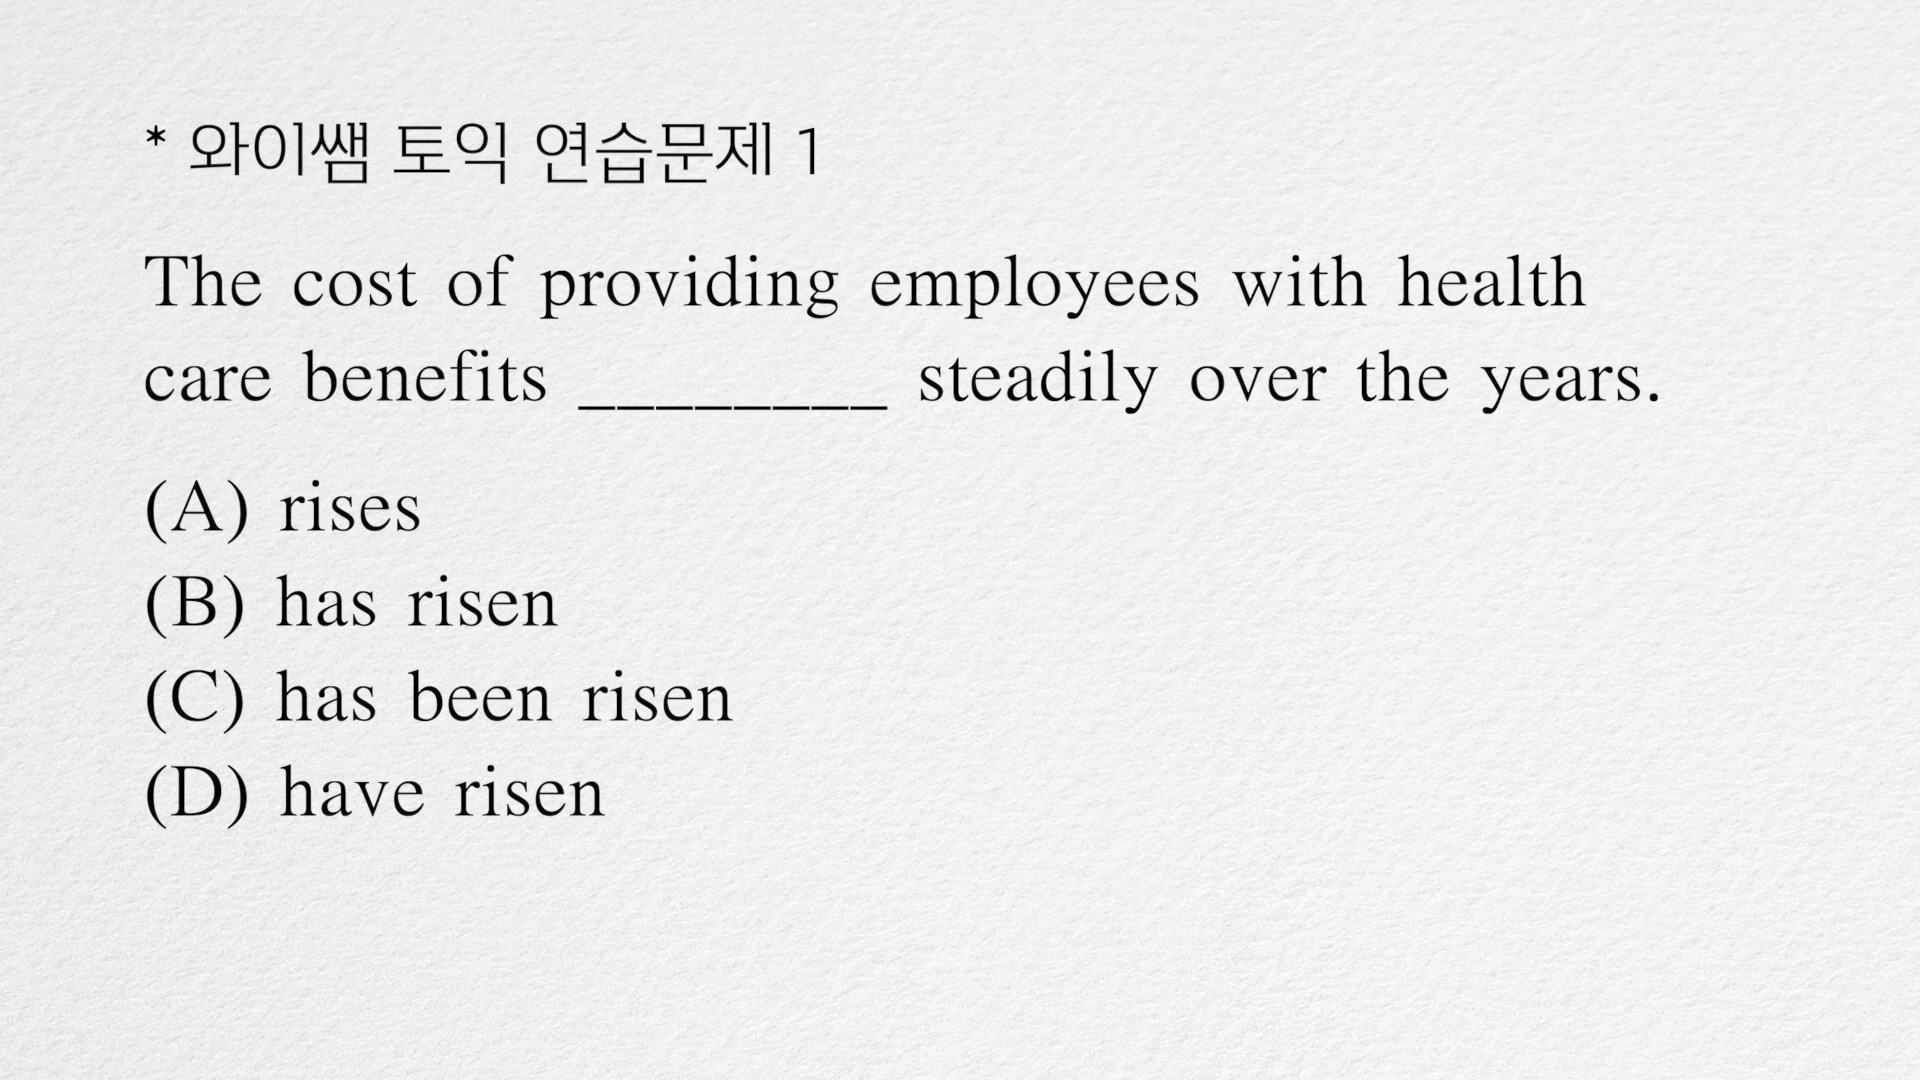 * 와이쌤 토익 연습문제 1
The cost of providing employees with health
care benefits ________ steadily over the years.
(A) rises
(B) has risen
(C) has been risen
(D) have risen